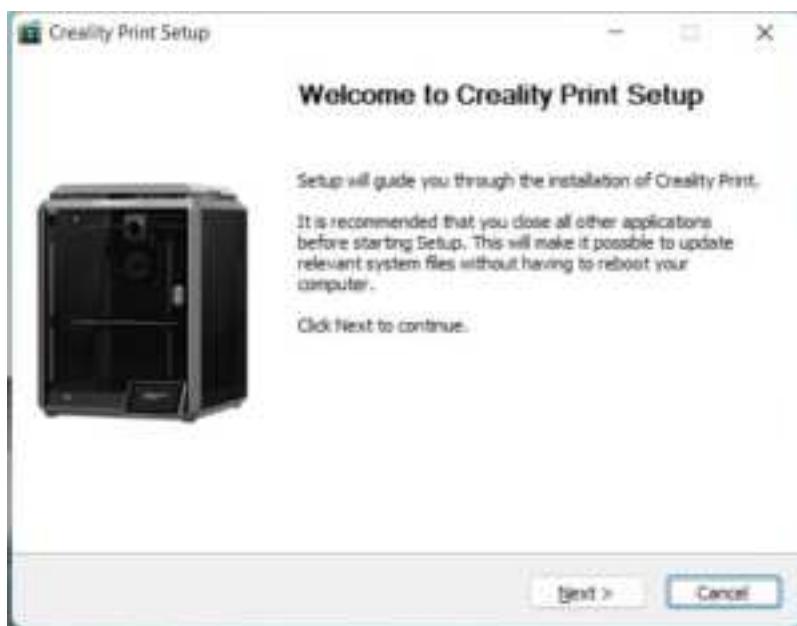 Creality Print Setup
Welcome to Creality Print Setup
Setup will guide you through the installation of Creality Print.
It is recommended that you close all other applications
before starting Setup. This will make it possible to update
relevant system files without having to reboot your
computer.
Click Next to continue.
Next >
Cancel